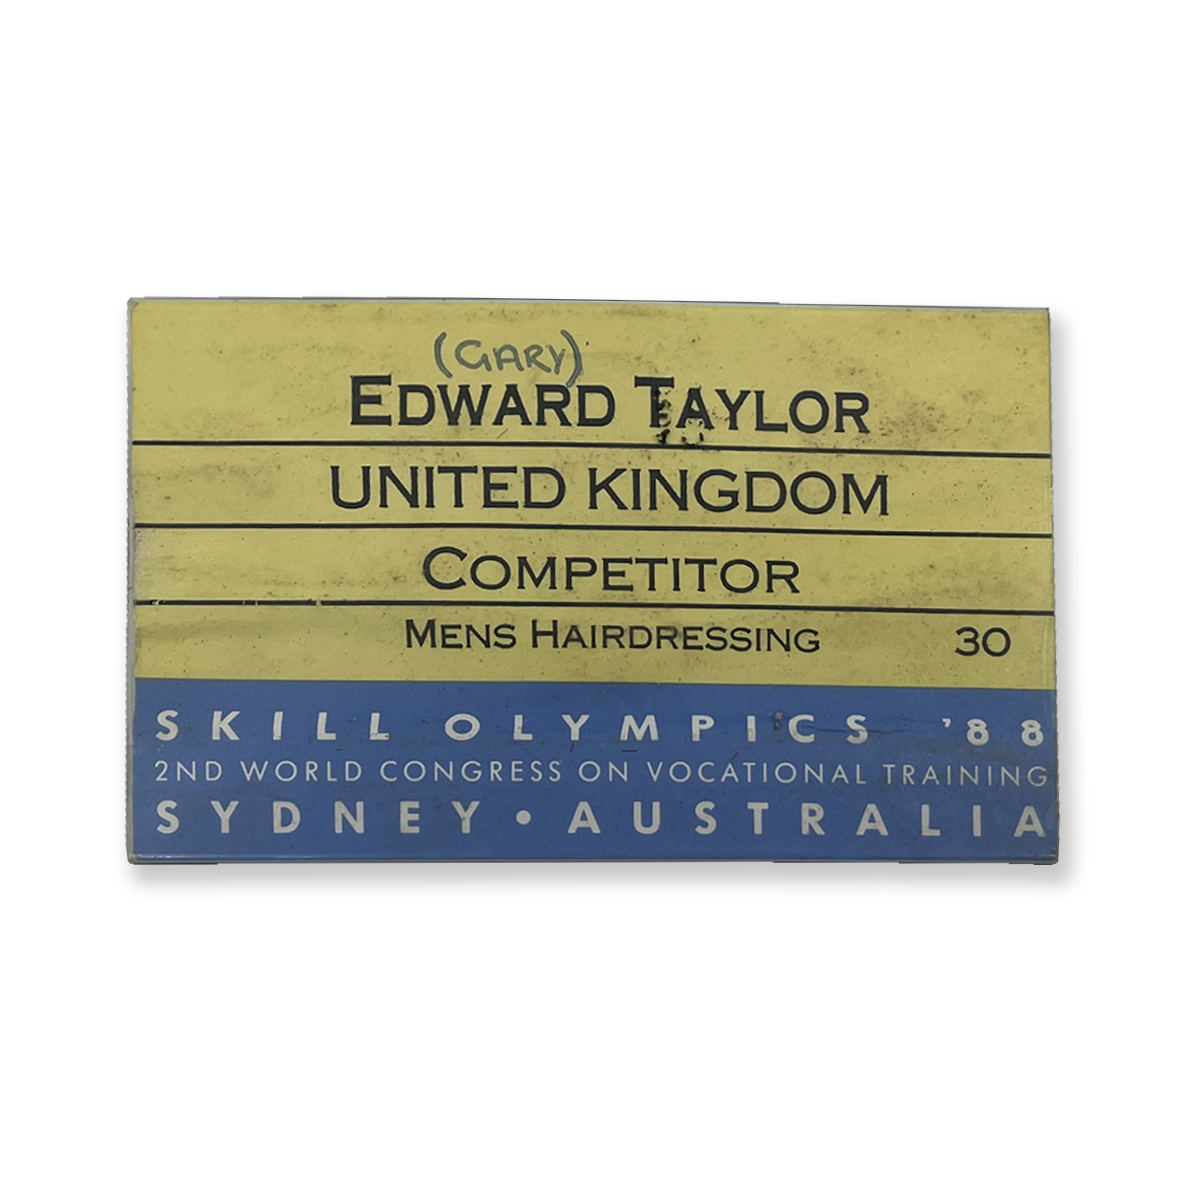 (GARY)
EDWARD TAYLOR
UNITED KINGDOM
COMPETITOR
MENS HAIRDRESSING 30
SKILL OLYMPICS '88
2ND WORLD CONGRESS ON VOCATIONAL TRAINING
SYDNEY • AUSTRALIA